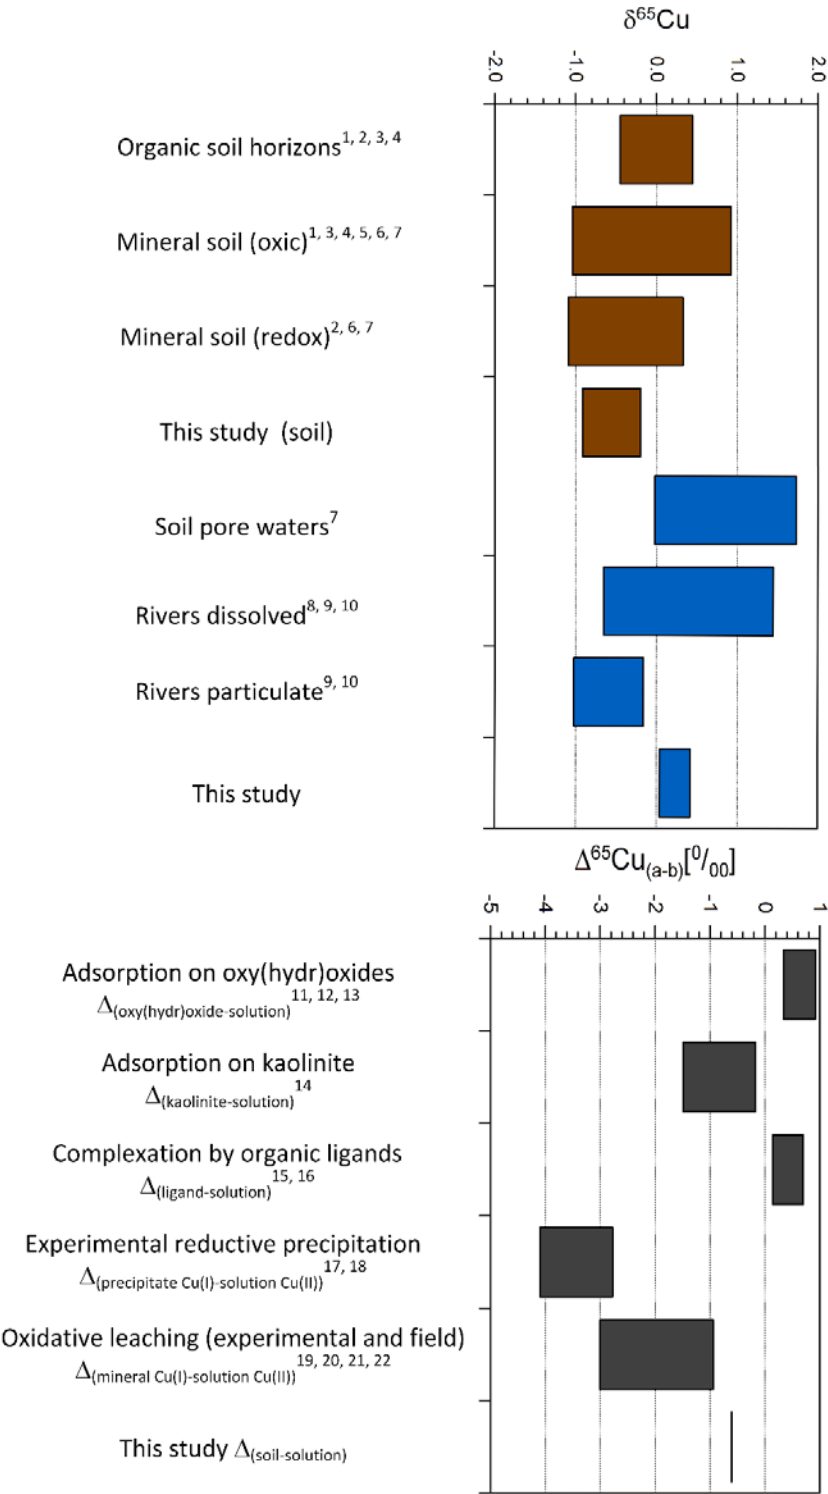 δ⁶⁵Cu
-2.0 -1.0 0.0 1.0 2.0
Organic soil horizons¹, ², ³, ⁴
Mineral soil (oxic)¹, ³, ⁴, ⁵, ⁶, ⁷
Mineral soil (redox)², ⁶, ⁷
This study (soil)
Soil pore waters⁷
Rivers dissolved⁸, ⁹, ¹⁰
Rivers particulate⁹, ¹⁰
This study
Δ⁶⁵Cu(a-b)[⁰/₀₀]
-5 -4 -3 -2 -1 0 1
Adsorption on oxy(hydr)oxides
Δ(oxy(hydr)oxide-solution)¹¹, ¹², ¹³
Adsorption on kaolinite
Δ(kaolinite-solution)¹⁴
Complexation by organic ligands
Δ(ligand-solution)¹⁵, ¹⁶
Experimental reductive precipitation
Δ(precipitate Cu(I)-solution Cu(II))¹⁷, ¹⁸
Oxidative leaching (experimental and field)
Δ(mineral Cu(I)-solution Cu(II))¹⁹, ²⁰, ²¹, ²²
This study Δ(soil-solution)